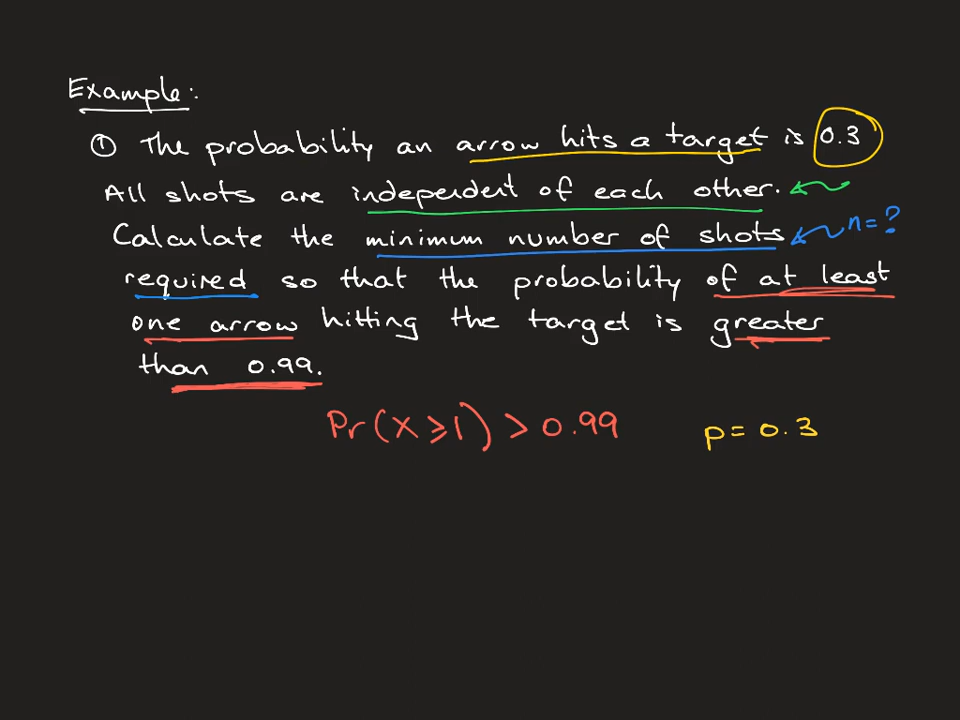 Example:
① The probability an arrow hits a target is 0.3
All shots are independent of each other.
Calculate the minimum number of shots n=?
required so that the probability of at least
one arrow hitting the target is greater
than 0.99.
Pr(X⩾1) > 0.99 p= 0.3